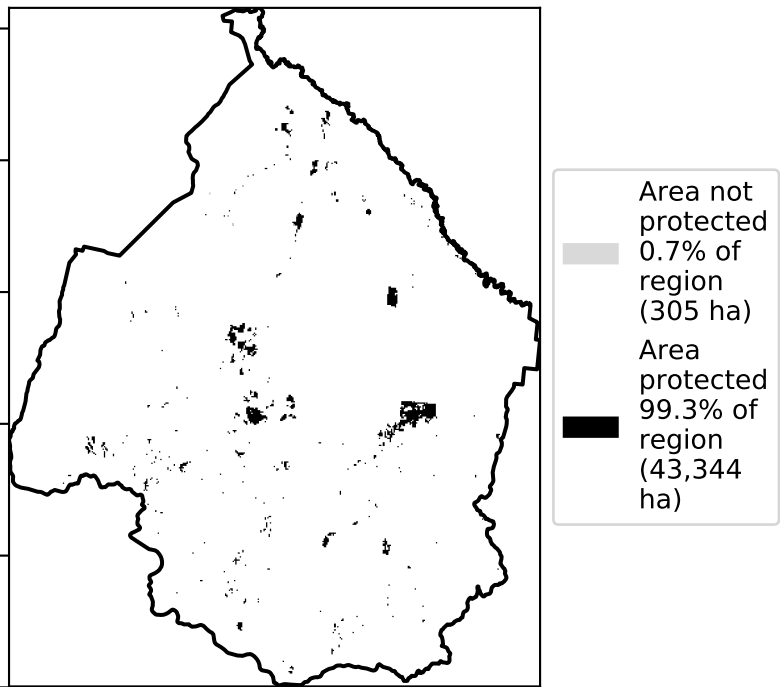 Area not
protected
0.7% of
region
(305 ha)
Area
protected
99.3% of
region
(43,344
ha)